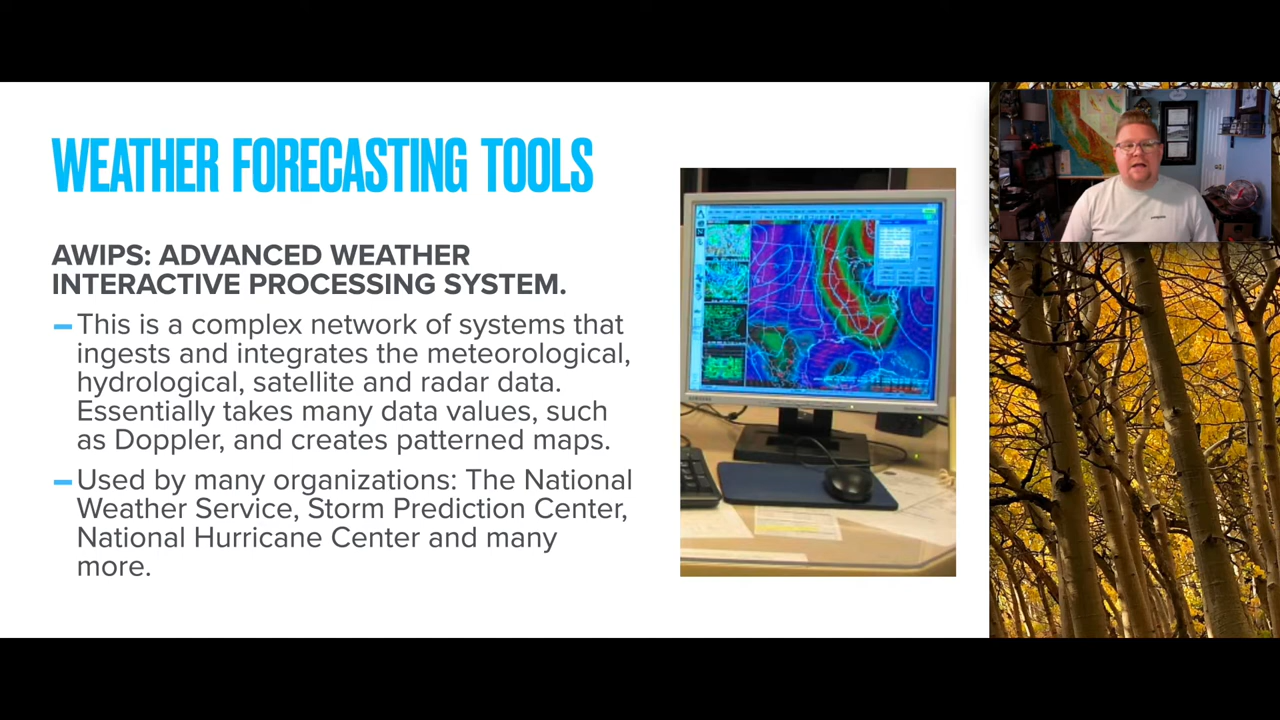 WEATHER FORECASTING TOOLS
AWIPS: ADVANCED WEATHER
INTERACTIVE PROCESSING SYSTEM.
This is a complex network of systems that
ingests and integrates the meteorological,
hydrological, satellite and radar data.
Essentially takes many data values, such
as Doppler, and creates patterned maps.
Used by many organizations: The National
Weather Service, Storm Prediction Center,
National Hurricane Center and many
more.
SAMSUNG